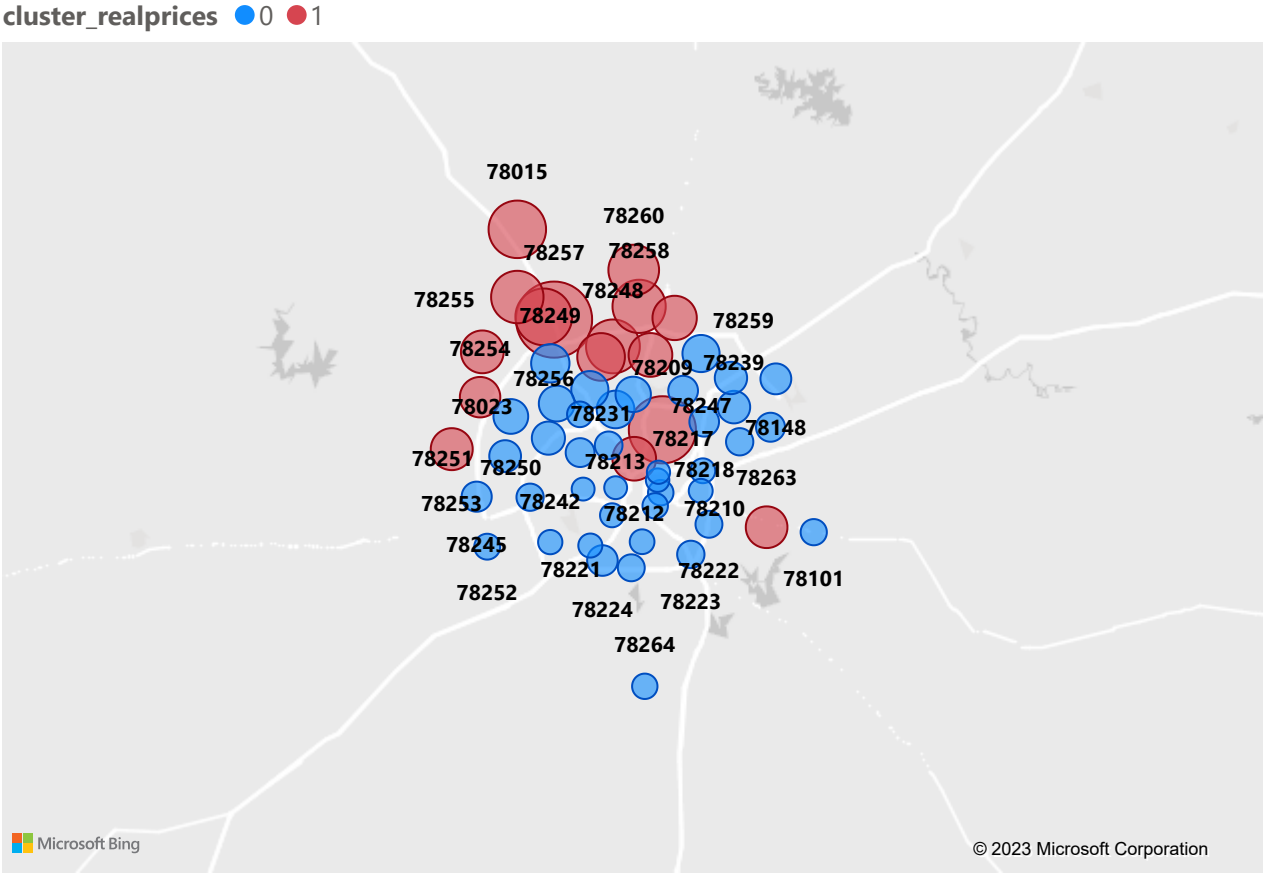 cluster_realprices 0 1
78015
78260
78257 78258
78255 78248
78249 78259
78254
78256 78209 78239
78023 78231 78247
78251 78250 78213 78217 78148
78218 78263
78253 78242 78212 78210
78245
78221 78222
78252 78101
78224 78223
78264
Microsoft Bing
© 2023 Microsoft Corporation